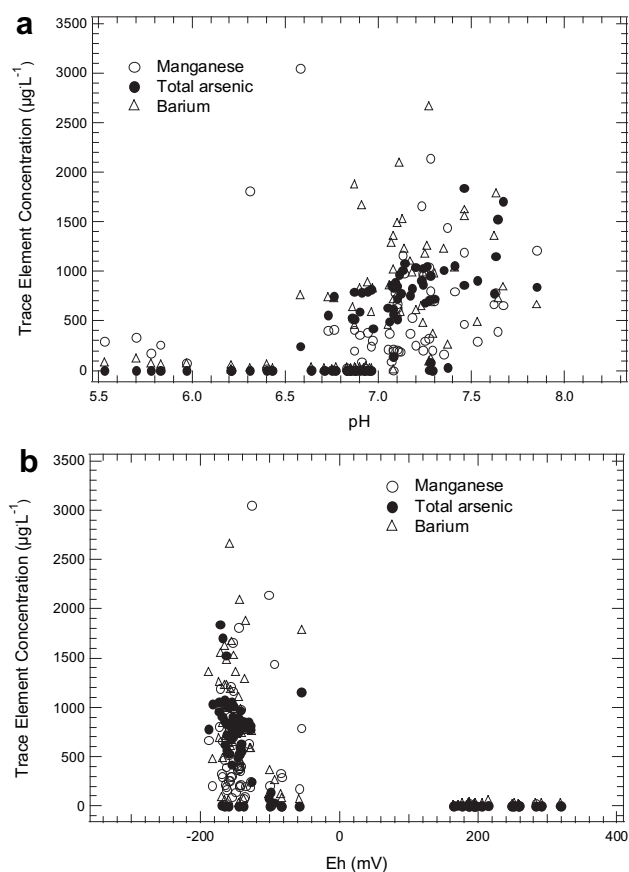 a
3500
3000
2500
2000
1500
1000
500
0
Trace Element Concentration (µg·L⁻¹)
Manganese
Total arsenic
Barium
5.5 6.0 6.5 7.0 7.5 8.0
pH
b
3500
3000
2500
2000
1500
1000
500
0
Trace Element Concentration (µg·L⁻¹)
Manganese
Total arsenic
Barium
-200 0 200 400
Eh (mV)